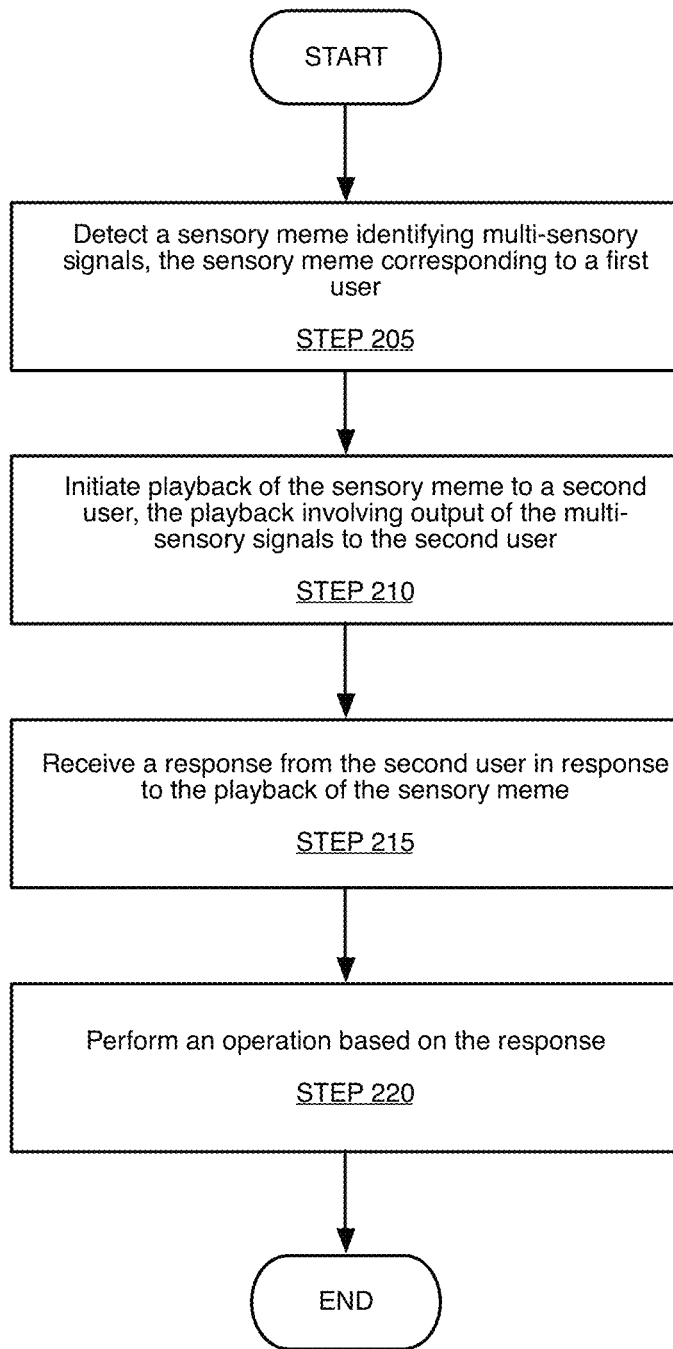 START
Detect a sensory meme identifying multi-sensory
signals, the sensory meme corresponding to a first
user
STEP 205
Initiate playback of the sensory meme to a second
user, the playback involving output of the multi-
sensory signals to the second user
STEP 210
Receive a response from the second user in response
to the playback of the sensory meme
STEP 215
Perform an operation based on the response
STEP 220
END